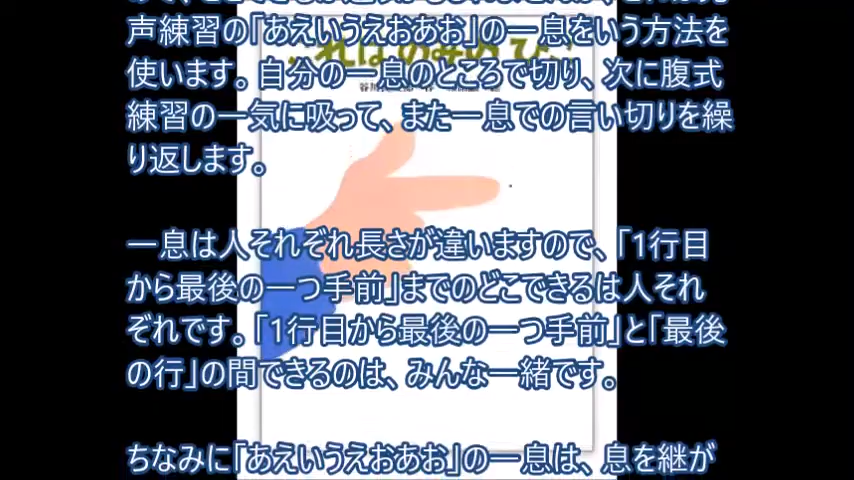 声練習の「あえいうえおあお」の一息をいう方法を
使います。自分の一息のところで切り、次に腹式
練習の一気に吸って、また一息での言い切りを繰
り返します。
一息は人それぞれ長さが違いますので、「1行目
から最後の一つ手前」までのどこできるは人それ
ぞれです。「1行目から最後の一つ手前」と「最後
の行」の間できるのは、みんな一緒です。
ちなみに「あえいうえおあお」の一息は、息を継が